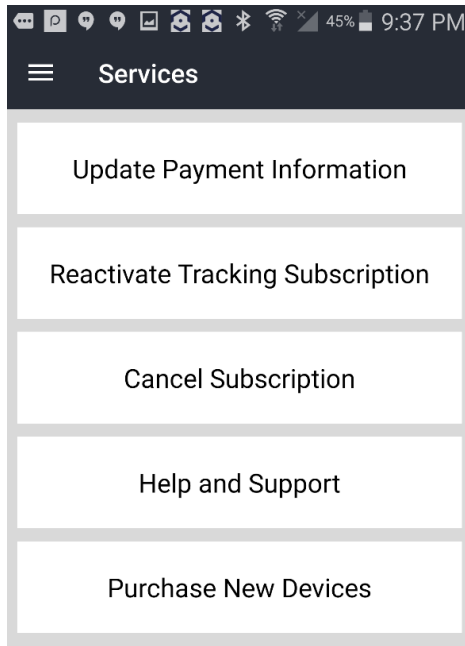 45% 9:37 PM
Services
Update Payment Information
Reactivate Tracking Subscription
Cancel Subscription
Help and Support
Purchase New Devices